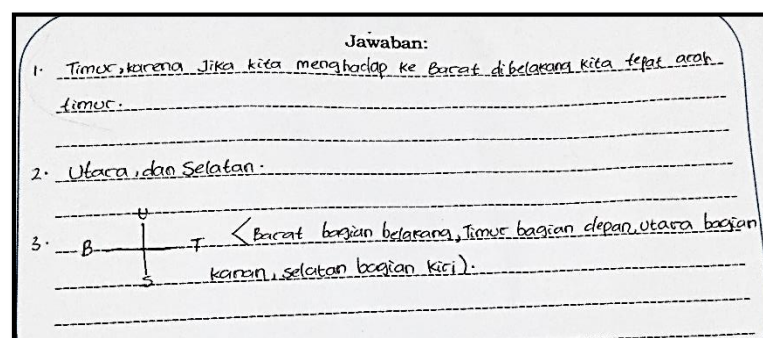 Jawaban:
1. Timur, karena Jika kita menghadap ke Barat dibelakang kita tepat arah
timur.
2. Utara, dan Selatan.
U
3. B T (Barat bagian belakang, Timur bagian depan, utara bagian
S kanan, selatan bagian kiri).